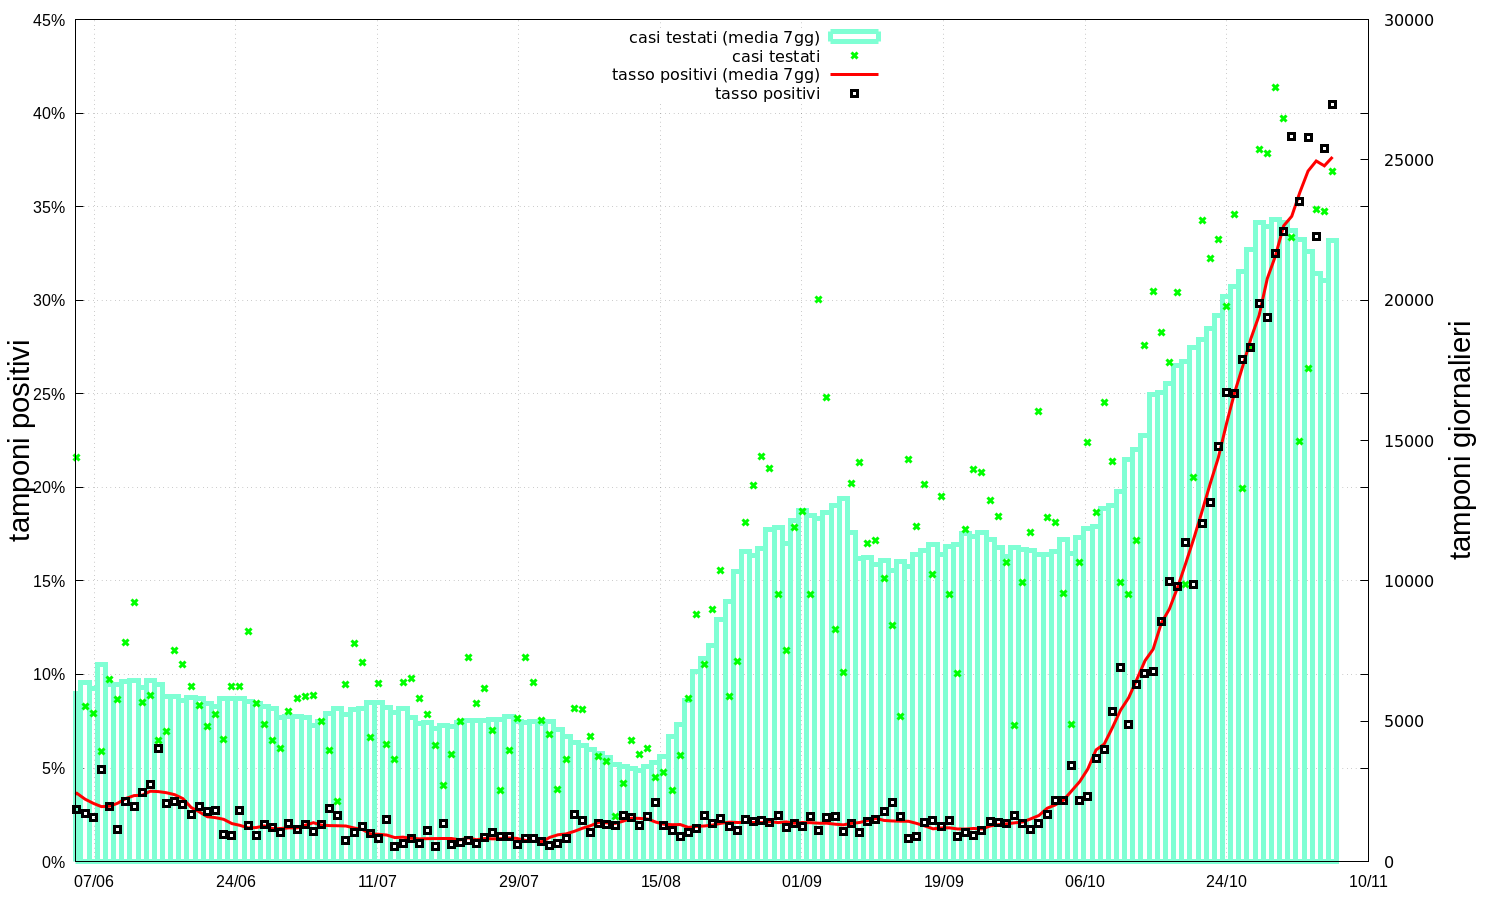 casi testati (media 7gg)
casi testati
tasso positivi (media 7gg)
tasso positivi
tamponi positivi
45%
40%
35%
30%
25%
20%
15%
10%
5%
0%
30000
25000
20000
15000
10000
5000
0
tamponi giornalieri
07/06 24/06 11/07 29/07 15/08 01/09 19/09 06/10 24/10 10/11